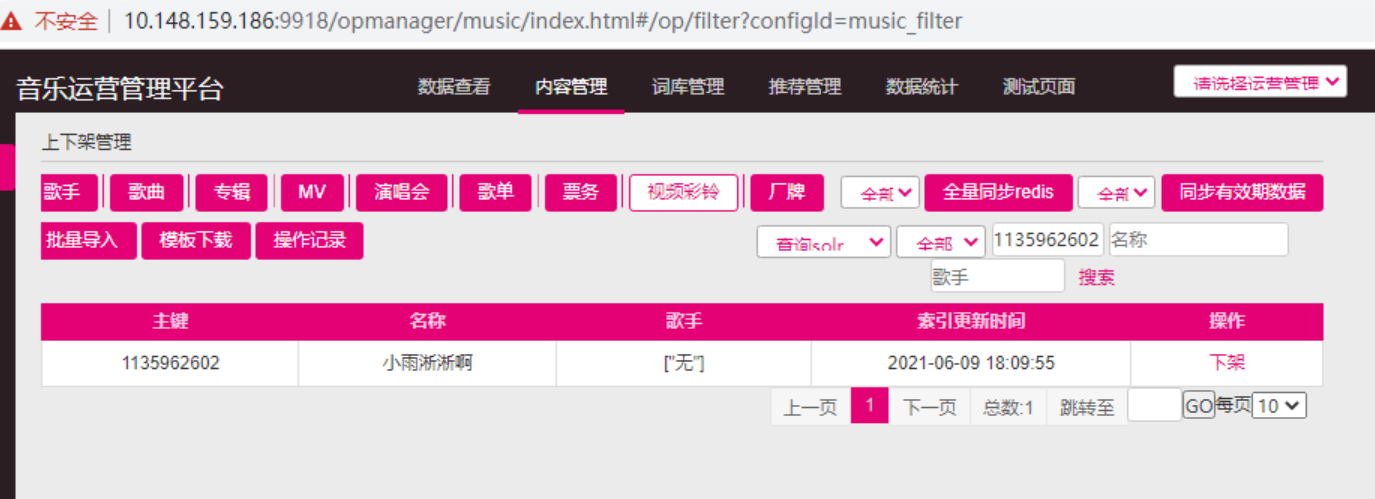 不安全 10.148.159.186:9918/opmanager/music/index.html#/op/filter?configId=music_filter
音乐运营管理平台 数据查看 内容管理 词库管理 推荐管理 数据统计 测试页面 请选择运营管理
上下架管理
歌手 歌曲 专辑 MV 演唱会 歌单 票务 视频彩铃 厂牌 全部 全量同步redis 全部 同步有效期数据
批量导入 模板下载 操作记录 查询solr 全部 1135962602 名称
歌手 搜索
主键 名称 歌手 索引更新时间 操作
1135962602 小雨淅淅啊 ["无"] 2021-06-09 18:09:55 下架
上一页 1 下一页 总数:1 跳转至 GO每页10